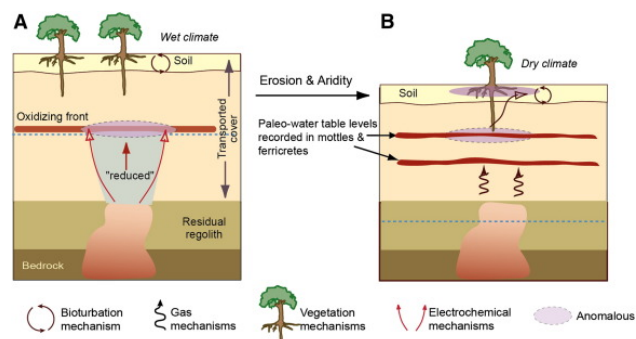 A
Wet climate
Soil
Oxidizing front
Transported
cover
"reduced"
Residual
regolith
Bedrock
Erosion & Aridity
Paleo-water table levels
recorded in mottles &
ferricretes
B
Dry climate
Soil
Bioturbation
mechanism
Gas
mechanisms
Vegetation
mechanisms
Electrochemical
mechanisms
Anomalous